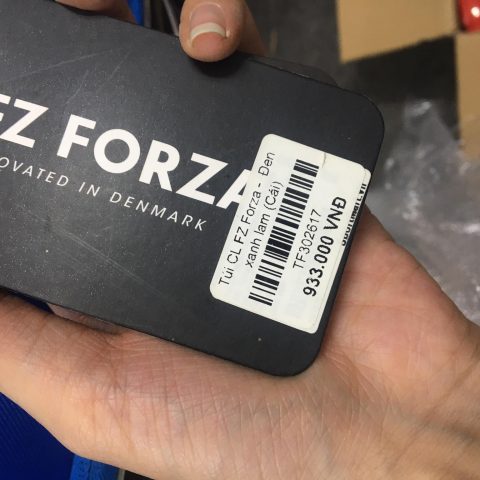 FZ FORZA
OVATED IN DENMARK
Túi CL FZ Forza - Đen
xanh lam (Cái)
TF302617
933.000 VNĐ